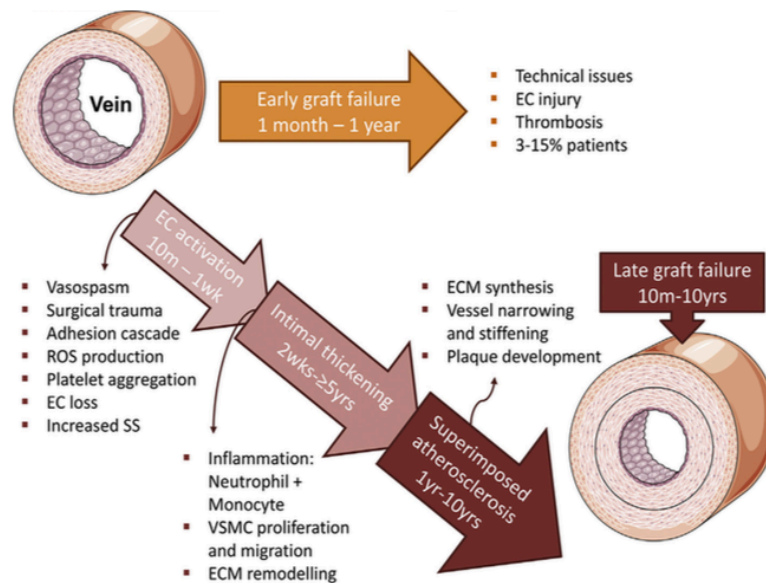 Vein
Early graft failure
1 month – 1 year
▪ Technical issues
▪ EC injury
▪ Thrombosis
▪ 3-15% patients
EC activation
10m – 1wk
▪ Vasospasm
▪ Surgical trauma
▪ Adhesion cascade
▪ ROS production
▪ Platelet aggregation
▪ EC loss
▪ Increased SS
Intimal thickening
2wks-≥5yrs
▪ Inflammation:
Neutrophil +
Monocyte
▪ VSMC proliferation
and migration
▪ ECM remodelling
Superimposed
atherosclerosis
1yr-10yrs
▪ ECM synthesis
▪ Vessel narrowing
and stiffening
▪ Plaque development
Late graft failure
10m-10yrs